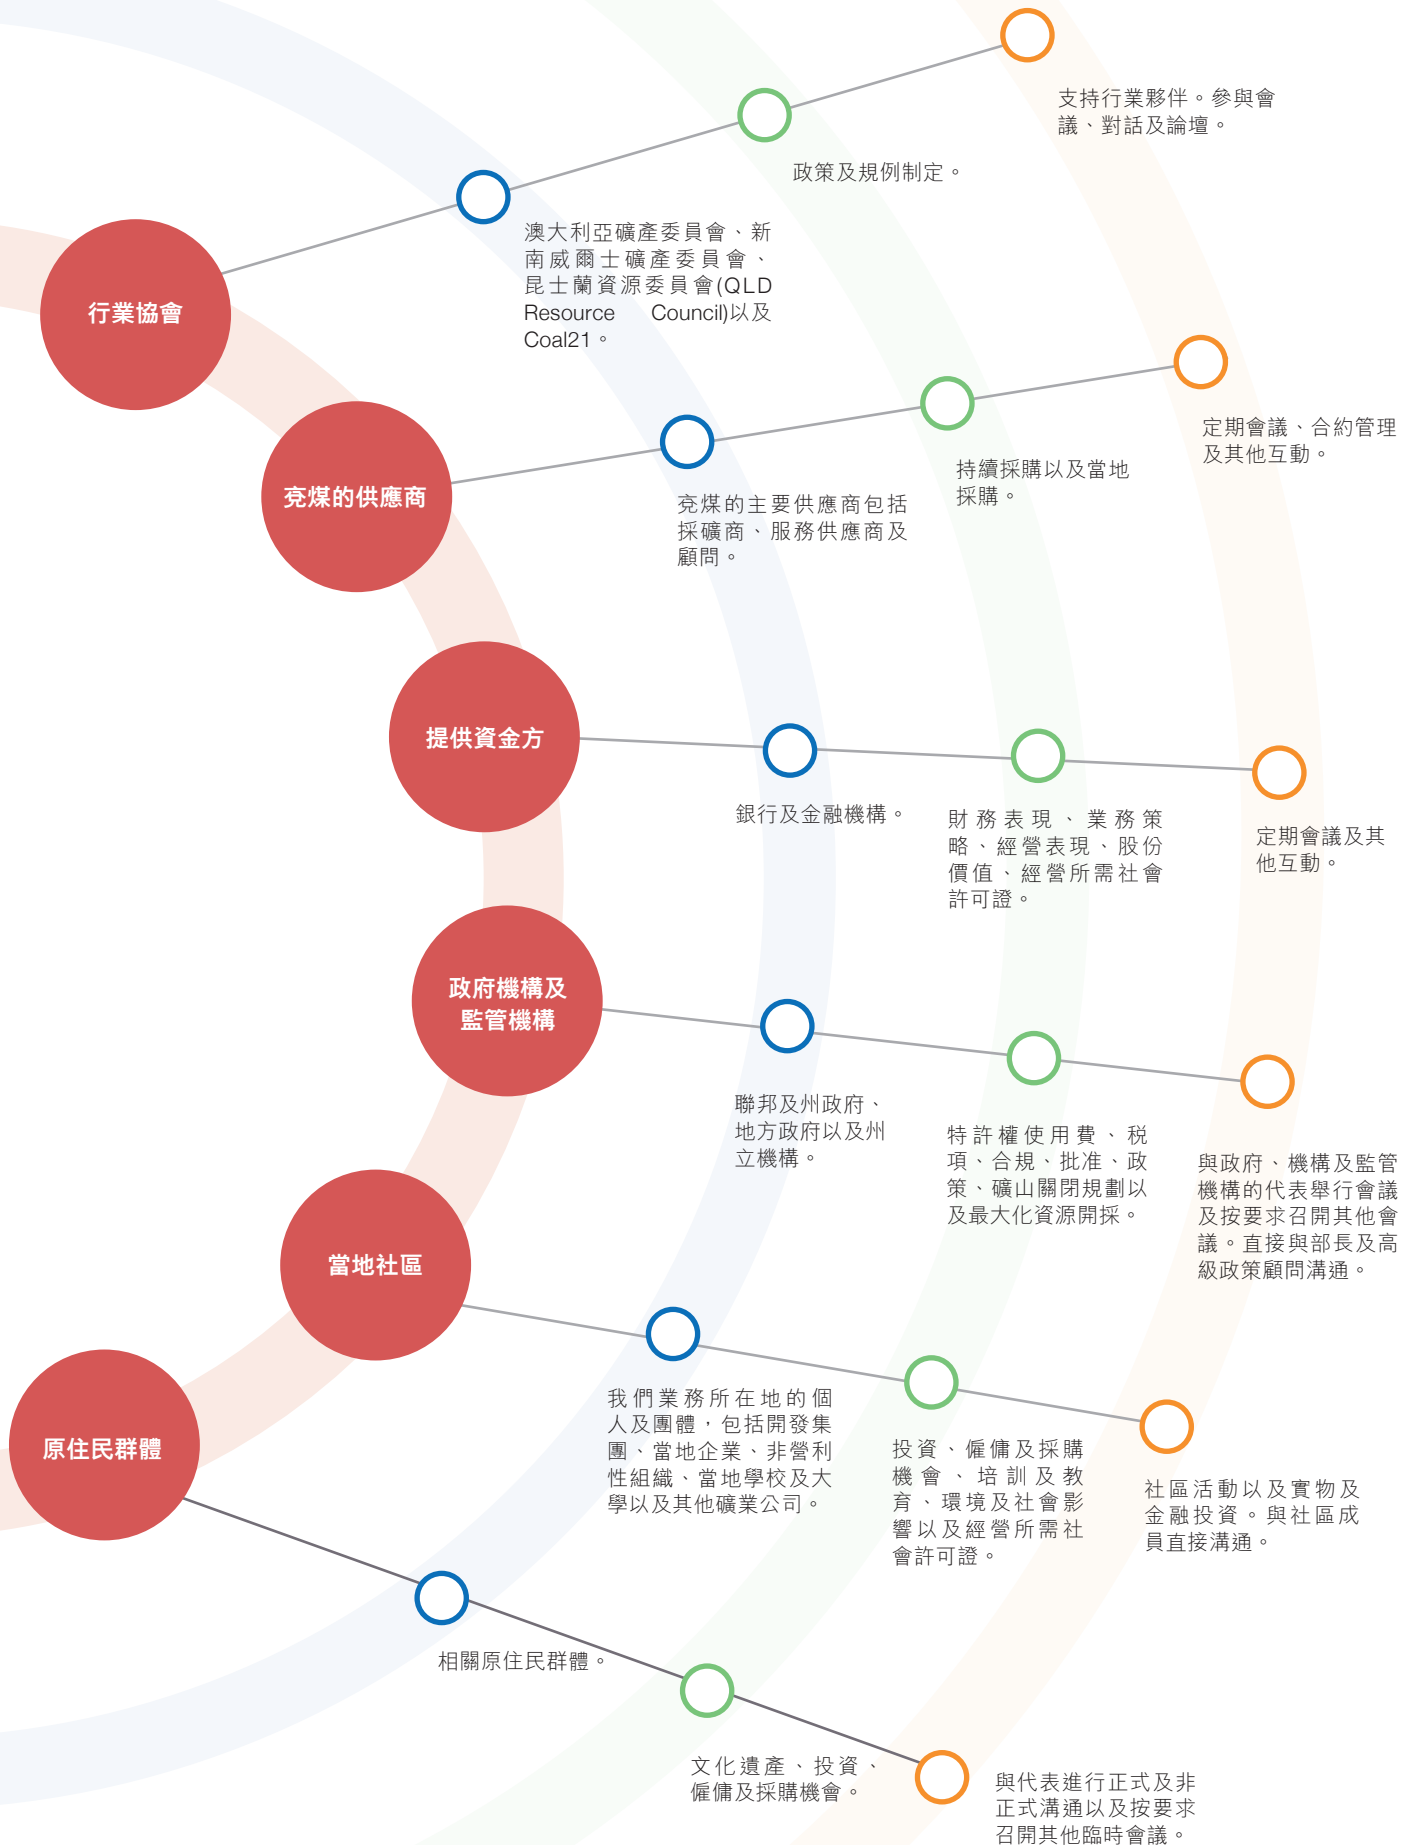 行業協會
澳大利亞礦產委員會、新
南威爾士礦產委員會、
昆士蘭資源委員會(QLD
Resource Council)以及
Coal21。
政策及規例制定。
支持行業夥伴。參與會
議、對話及論壇。
兗煤的供應商
兗煤的主要供應商包括
採礦商、服務供應商及
顧問。
持續採購以及當地
採購。
定期會議、合約管理
及其他互動。
提供資金方
銀行及金融機構。
財務表現、業務策
略、經營表現、股份
價值、經營所需社會
許可證。
定期會議及其
他互動。
政府機構及
監管機構
聯邦及州政府、
地方政府以及州
立機構。
特許權使用費、税
項、合規、批准、政
策、礦山關閉規劃以
及最大化資源開採。
與政府、機構及監管
機構的代表舉行會議
及按要求召開其他會
議。直接與部長及高
級政策顧問溝通。
當地社區
我們業務所在地的個
人及團體，包括開發集
團、當地企業、非營利
性組織、當地學校及大
學以及其他礦業公司。
投資、僱傭及採購
機會、培訓及教
育、環境及社會影
響以及經營所需社
會許可證。
社區活動以及實物及
金融投資。與社區成
員直接溝通。
原住民群體
相關原住民群體。
文化遺產、投資、
僱傭及採購機會。
與代表進行正式及非
正式溝通以及按要求
召開其他臨時會議。